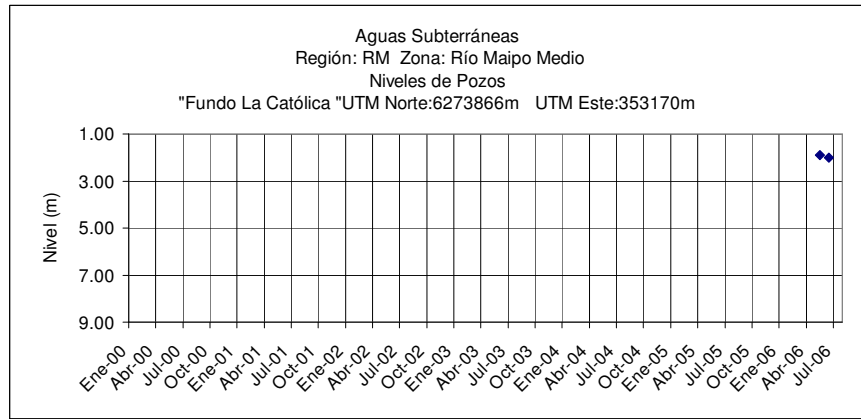 Aguas Subterráneas
Región: RM  Zona: Río Maipo Medio
Niveles de Pozos
"Fundo La Católica "UTM Norte:6273866m   UTM Este:353170m
Nivel (m)
1.00
3.00
5.00
7.00
9.00
Ene-00
Abr-00
Jul-00
Oct-00
Ene-01
Abr-01
Jul-01
Oct-01
Ene-02
Abr-02
Jul-02
Oct-02
Ene-03
Abr-03
Jul-03
Oct-03
Ene-04
Abr-04
Jul-04
Oct-04
Ene-05
Abr-05
Jul-05
Oct-05
Ene-06
Abr-06
Jul-06